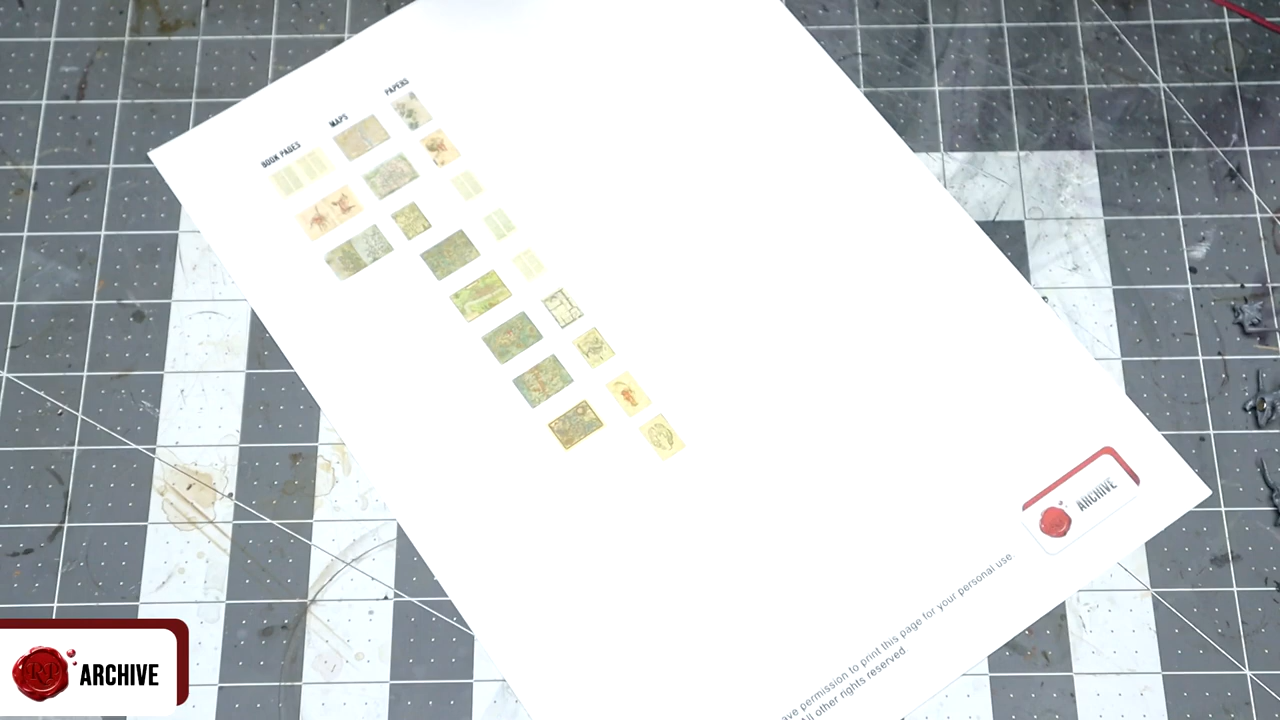 PAPERS
MAPS
BOOK PAGES
ARCHIVE
ave permission to print this page for your personal use
All other rights reserved.
RP ARCHIVE